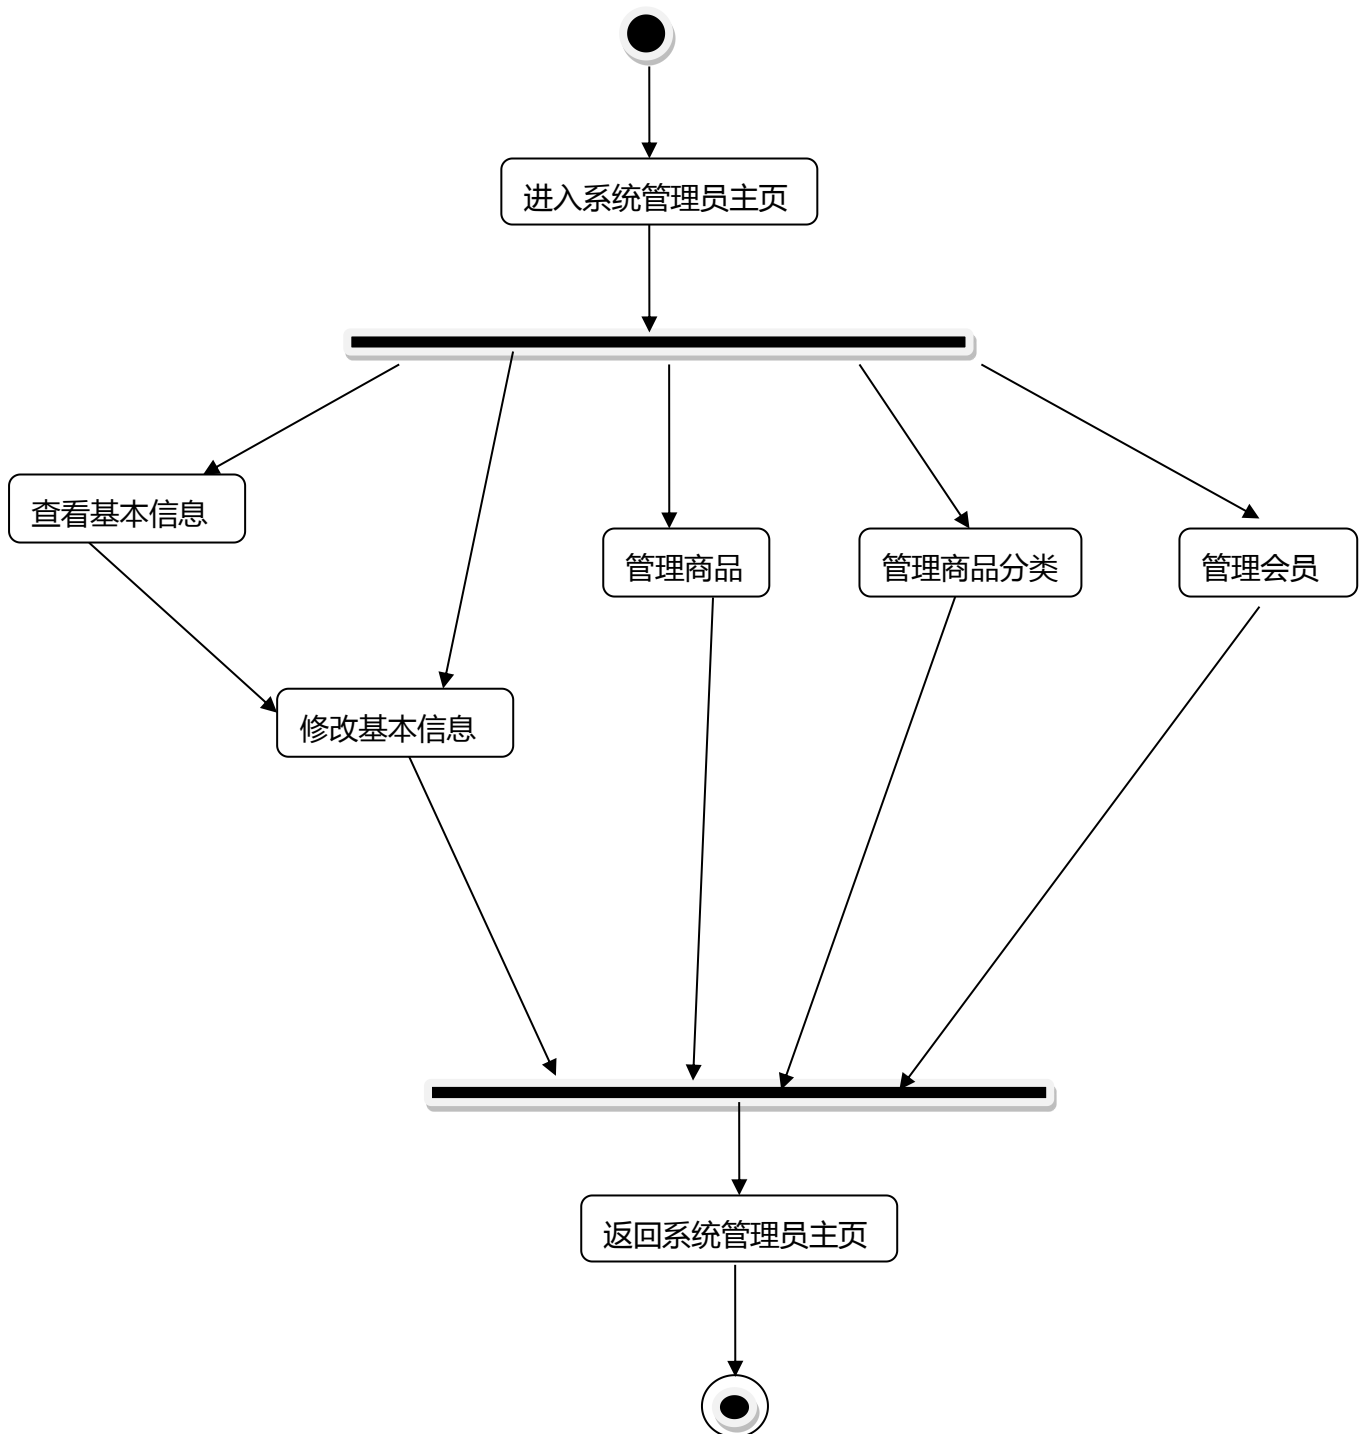 进入系统管理员主页
查看基本信息
管理商品
管理商品分类
管理会员
修改基本信息
返回系统管理员主页